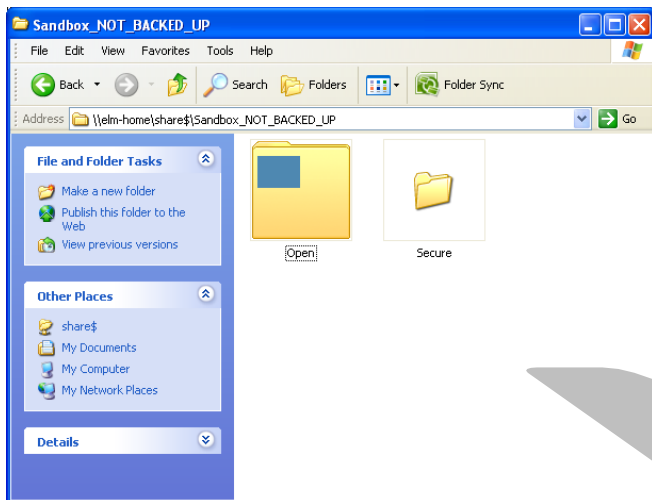 Sandbox_NOT_BACKED_UP
File Edit View Favorites Tools Help
Back Search Folders Folder Sync
Address \\elm-home\share$\Sandbox_NOT_BACKED_UP Go
File and Folder Tasks
Make a new folder
Publish this folder to the
Web
View previous versions
Other Places
share$
My Documents
My Computer
My Network Places
Details
Open Secure